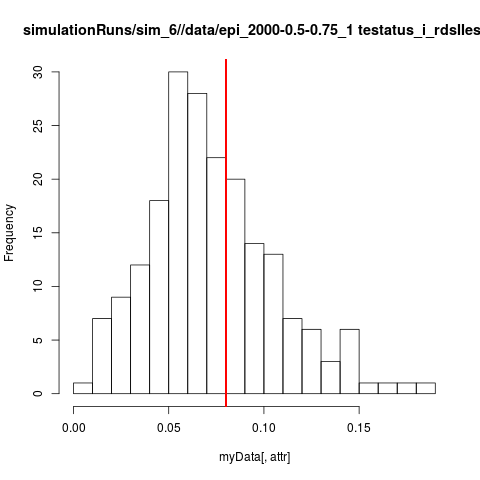 simulationRuns/sim_6//data/epi_2000-0.5-0.75_1 testatus_i_rdslles
Frequency
30
25
20
15
10
5
0
0.00 0.05 0.10 0.15
myData[, attr]